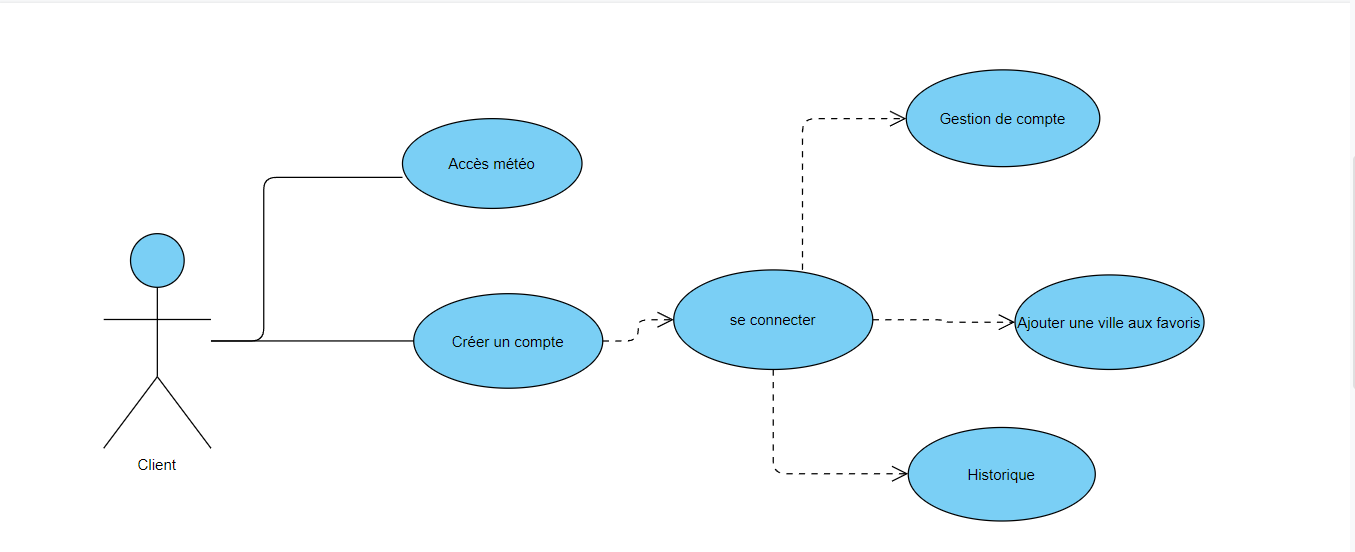 Gestion de compte
Accès météo
se connecter
Ajouter une ville aux favoris
Créer un compte
Client
Historique